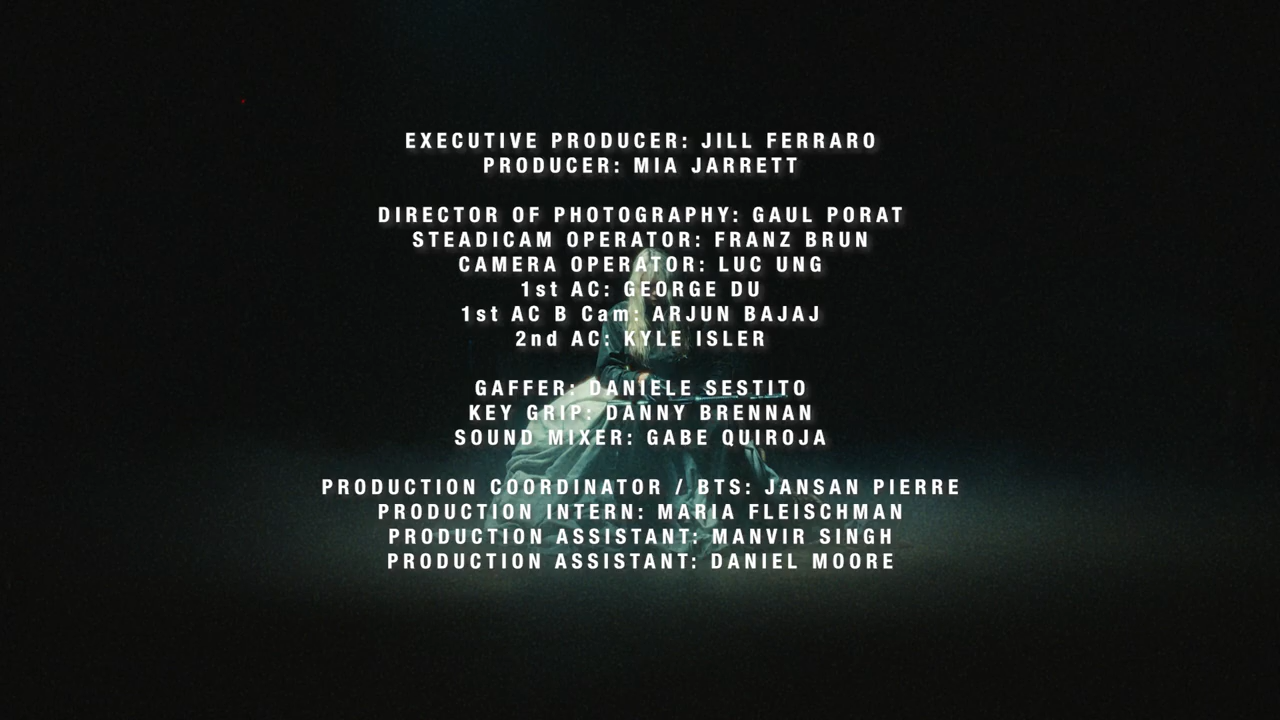 EXECUTIVE PRODUCER: JILL FERRARO
PRODUCER: MIA JARRETT
DIRECTOR OF PHOTOGRAPHY: GAUL PORAT
STEADICAM OPERATOR: FRANZ BRUN
CAMERA OPERATOR: LUC UNG
1st AC: GEORGE DU
1st AC B Cam: ARJUN BAJAJ
2nd AC: KYLE ISLER
GAFFER: DANIELE SESTITO
KEY GRIP: DANNY BRENNAN
SOUND MIXER: GABE QUIROJA
PRODUCTION COORDINATOR / BTS: JANSAN PIERRE
PRODUCTION INTERN: MARIA FLEISCHMAN
PRODUCTION ASSISTANT: MANVIR SINGH
PRODUCTION ASSISTANT: DANIEL MOORE